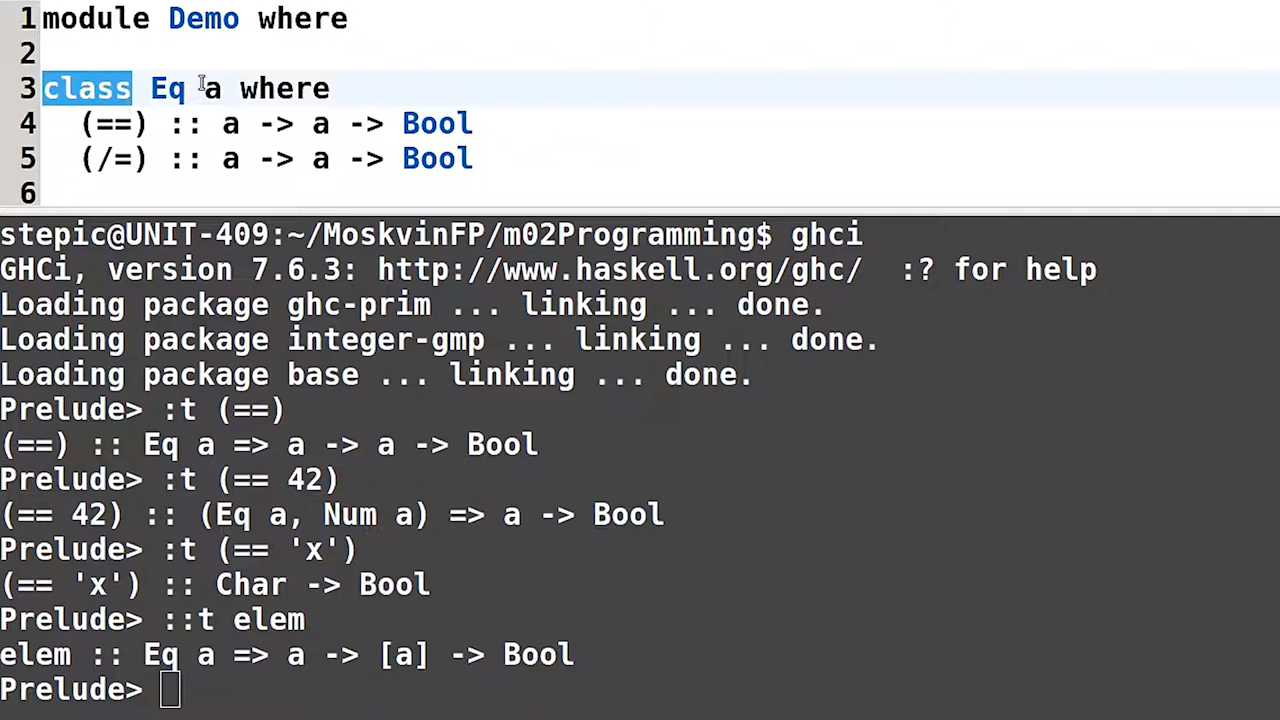 1 module Demo where
2
3 class Eq a where
4   (==) :: a -> a -> Bool
5   (/=) :: a -> a -> Bool
6
stepic@UNIT-409:~/MoskvinFP/m02Programming$ ghci
GHCi, version 7.6.3: http://www.haskell.org/ghc/  :? for help
Loading package ghc-prim ... linking ... done.
Loading package integer-gmp ... linking ... done.
Loading package base ... linking ... done.
Prelude> :t (==)
(==) :: Eq a => a -> a -> Bool
Prelude> :t (== 42)
(== 42) :: (Eq a, Num a) => a -> Bool
Prelude> :t (== 'x')
(== 'x') :: Char -> Bool
Prelude> ::t elem
elem :: Eq a => a -> [a] -> Bool
Prelude>